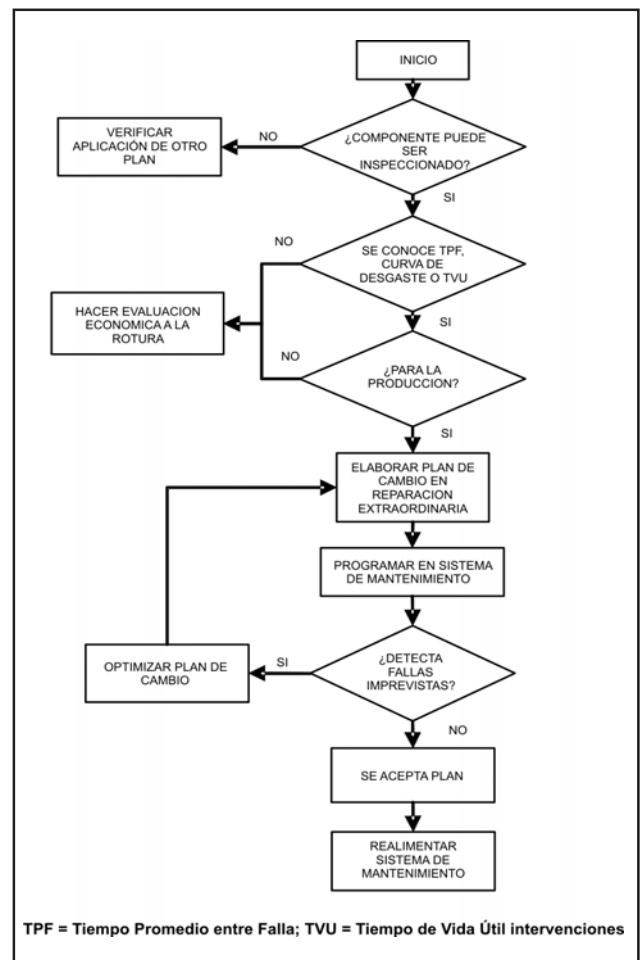 INICIO
¿COMPONENTE PUEDE
SER
INSPECCIONADO?
NO
VERIFICAR
APLICACIÓN DE OTRO
PLAN
SI
SE CONOCE TPF,
CURVA DE
DESGASTE O TVU
NO
HACER EVALUACION
ECONOMICA A LA
ROTURA
SI
¿PARA LA
PRODUCCION?
NO
SI
ELABORAR PLAN DE
CAMBIO EN
REPARACION
EXTRAORDINARIA
PROGRAMAR EN SISTEMA
DE MANTENIMIENTO
¿DETECTA
FALLAS
IMPREVISTAS?
SI
OPTIMIZAR PLAN DE
CAMBIO
NO
SE ACEPTA PLAN
REALIMENTAR
SISTEMA DE
MANTENIMIENTO
TPF = Tiempo Promedio entre Falla; TVU = Tiempo de Vida Útil intervenciones